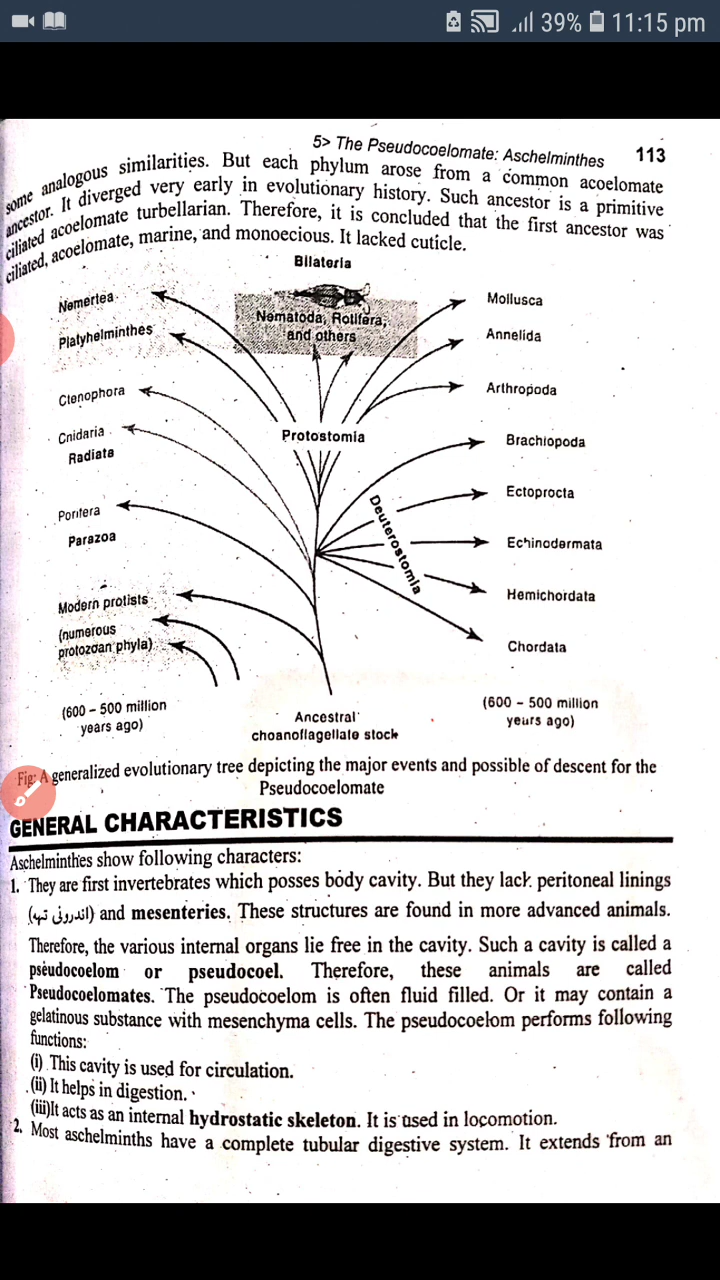 39% 11:15 pm
5> The Pseudocoelomate: Aschelminthes 113
some analogous similarities. But each phylum arose from a common acoelomate
ancestor. It diverged very early in evolutionary history. Such ancestor is a primitive
ciliated acoelomate turbellarian. Therefore, it is concluded that the first ancestor was
ciliated, acoelomate, marine, and monoecious. It lacked cuticle.
Bilateria
Nemertea
Platyhelminthes
Nematoda, Rotifera,
and others
Mollusca
Annelida
Ctenophora
Arthropoda
Cnidaria
Radiata
Protostomia
Brachiopoda
Porifera
Parazoa
Deuterostomia
Ectoprocta
Echinodermata
Modern protists
(numerous
protozoan phyla)
Hemichordata
Chordata
(600 – 500 million
years ago)
Ancestral
choanoflagellate stock
(600 – 500 million
years ago)
Fig: A generalized evolutionary tree depicting the major events and possible of descent for the
Pseudocoelomate
GENERAL CHARACTERISTICS
Aschelminthes show following characters:
1. They are first invertebrates which posses body cavity. But they lack peritoneal linings
(اندرونی تہہ) and mesenteries. These structures are found in more advanced animals.
Therefore, the various internal organs lie free in the cavity. Such a cavity is called a
pseudocoelom or pseudocoel. Therefore, these animals are called
Pseudocoelomates. The pseudocoelom is often fluid filled. Or it may contain a
gelatinous substance with mesenchyma cells. The pseudocoelom performs following
functions:
(i) This cavity is used for circulation.
(ii) It helps in digestion.
(iii)It acts as an internal hydrostatic skeleton. It is used in locomotion.
2. Most aschelminths have a complete tubular digestive system. It extends from an